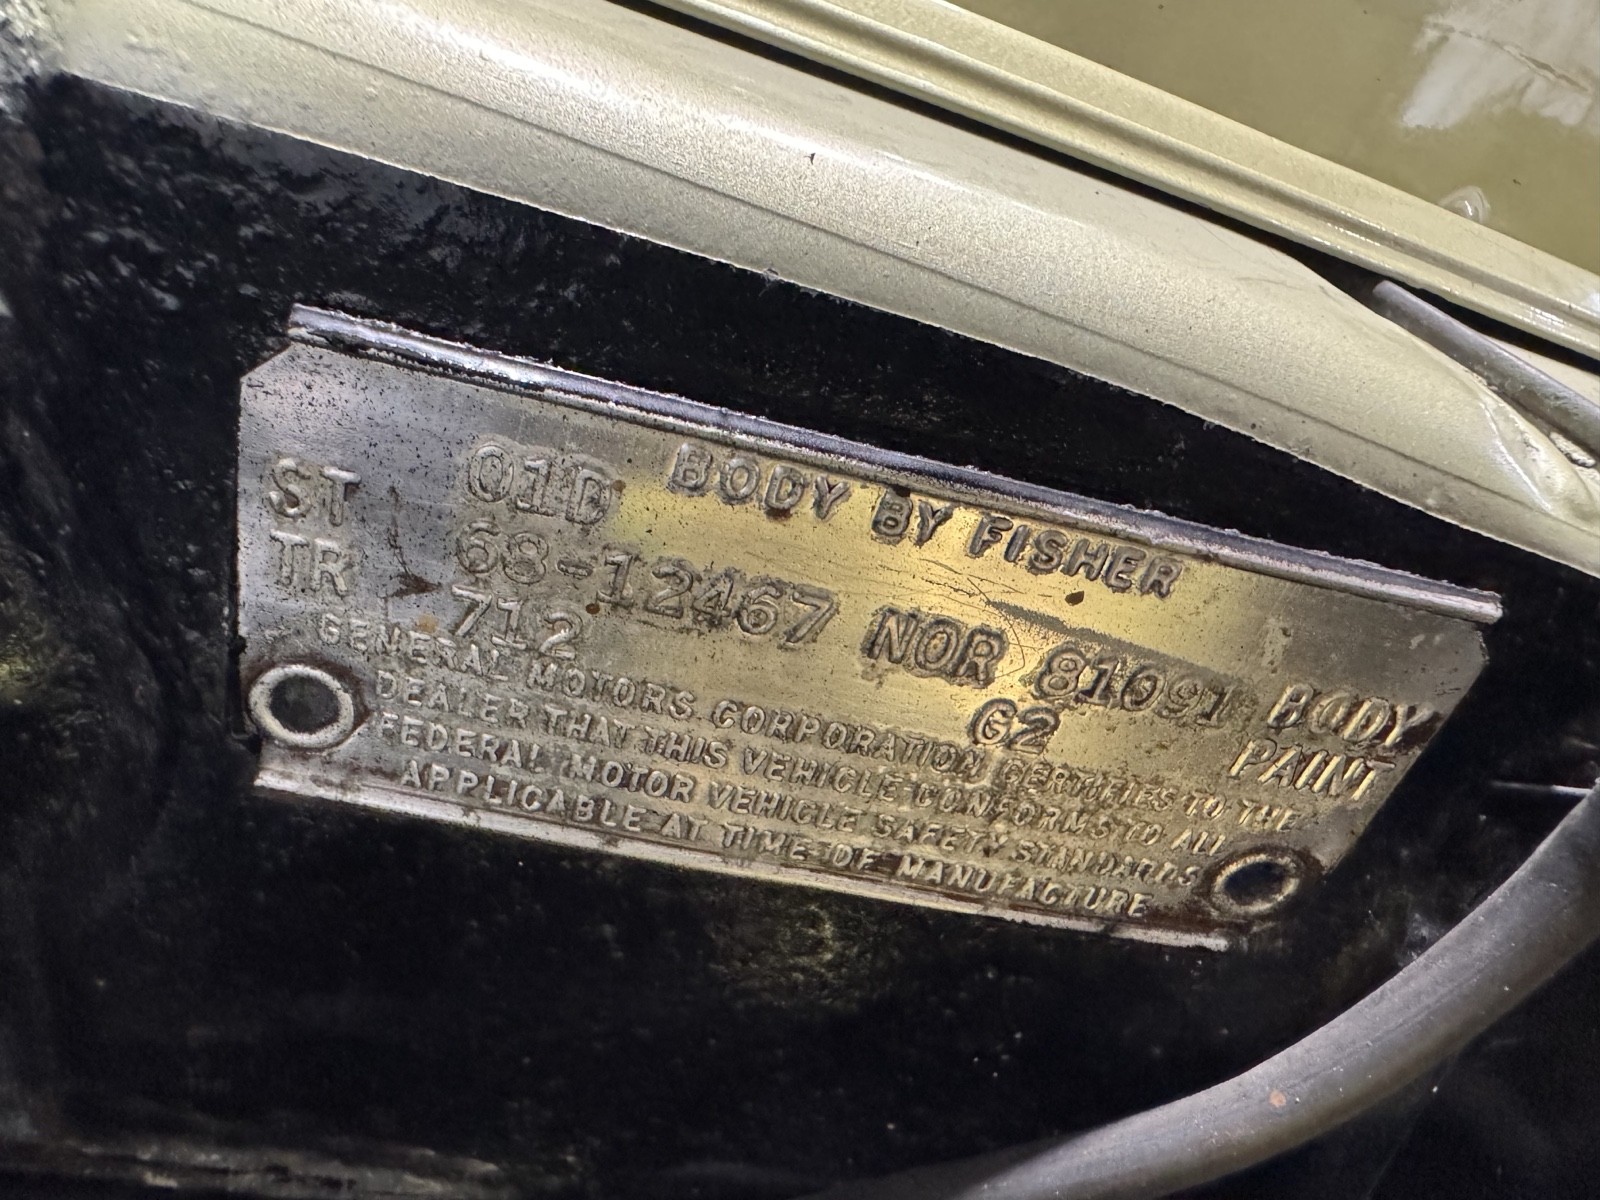 01D BODY BY FISHER
ST 68-12467 NOR 81091 BODY
TR 712 G2 PAINT
GENERAL MOTORS CORPORATION CERTIFIES TO THE
DEALER THAT THIS VEHICLE CONFORMS TO ALL
FEDERAL MOTOR VEHICLE SAFETY STANDARDS
APPLICABLE AT TIME OF MANUFACTURE